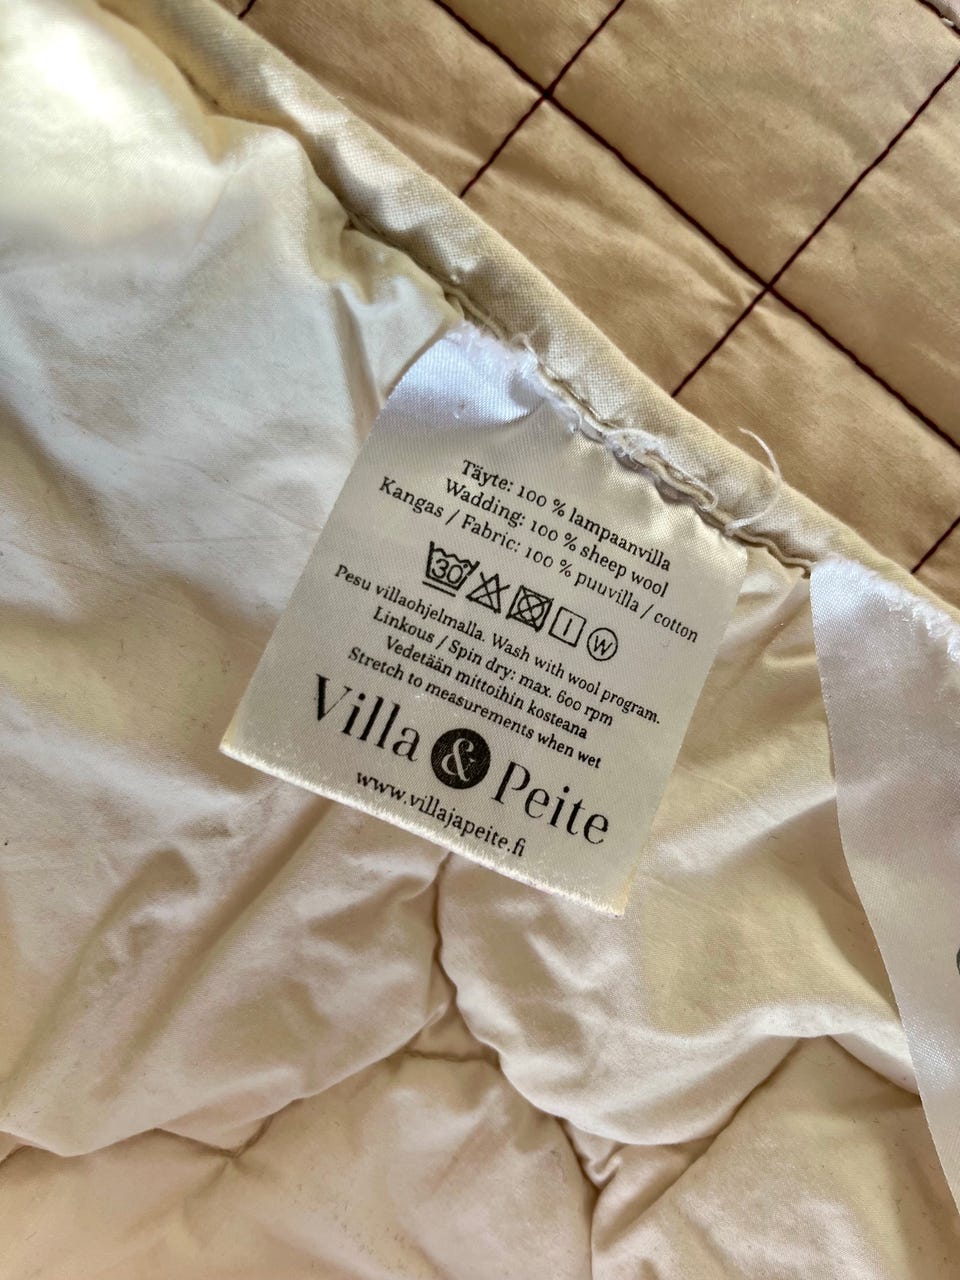 Täyte: 100 % lampaanvilla
Wadding: 100 % sheep wool
Kangas / Fabric: 100 % puuvilla / cotton
30 W
Pesu villaohjelmalla. Wash with wool program.
Linkous / Spin dry: max. 600 rpm
Vedetään mittoihin kosteana
Stretch to measurements when wet
Villa & Peite
www.villajapeite.fi